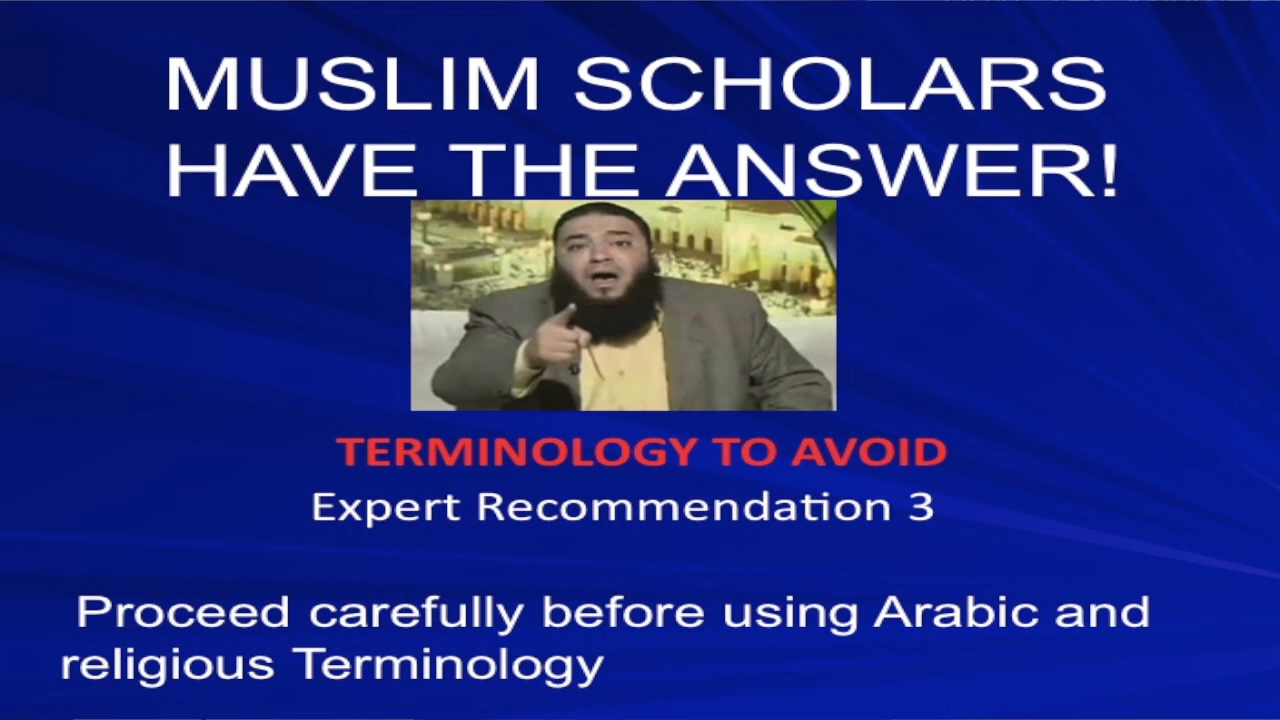 MUSLIM SCHOLARS
HAVE THE ANSWER!
TERMINOLOGY TO AVOID
Expert Recommendation 3
Proceed carefully before using Arabic and
religious Terminology